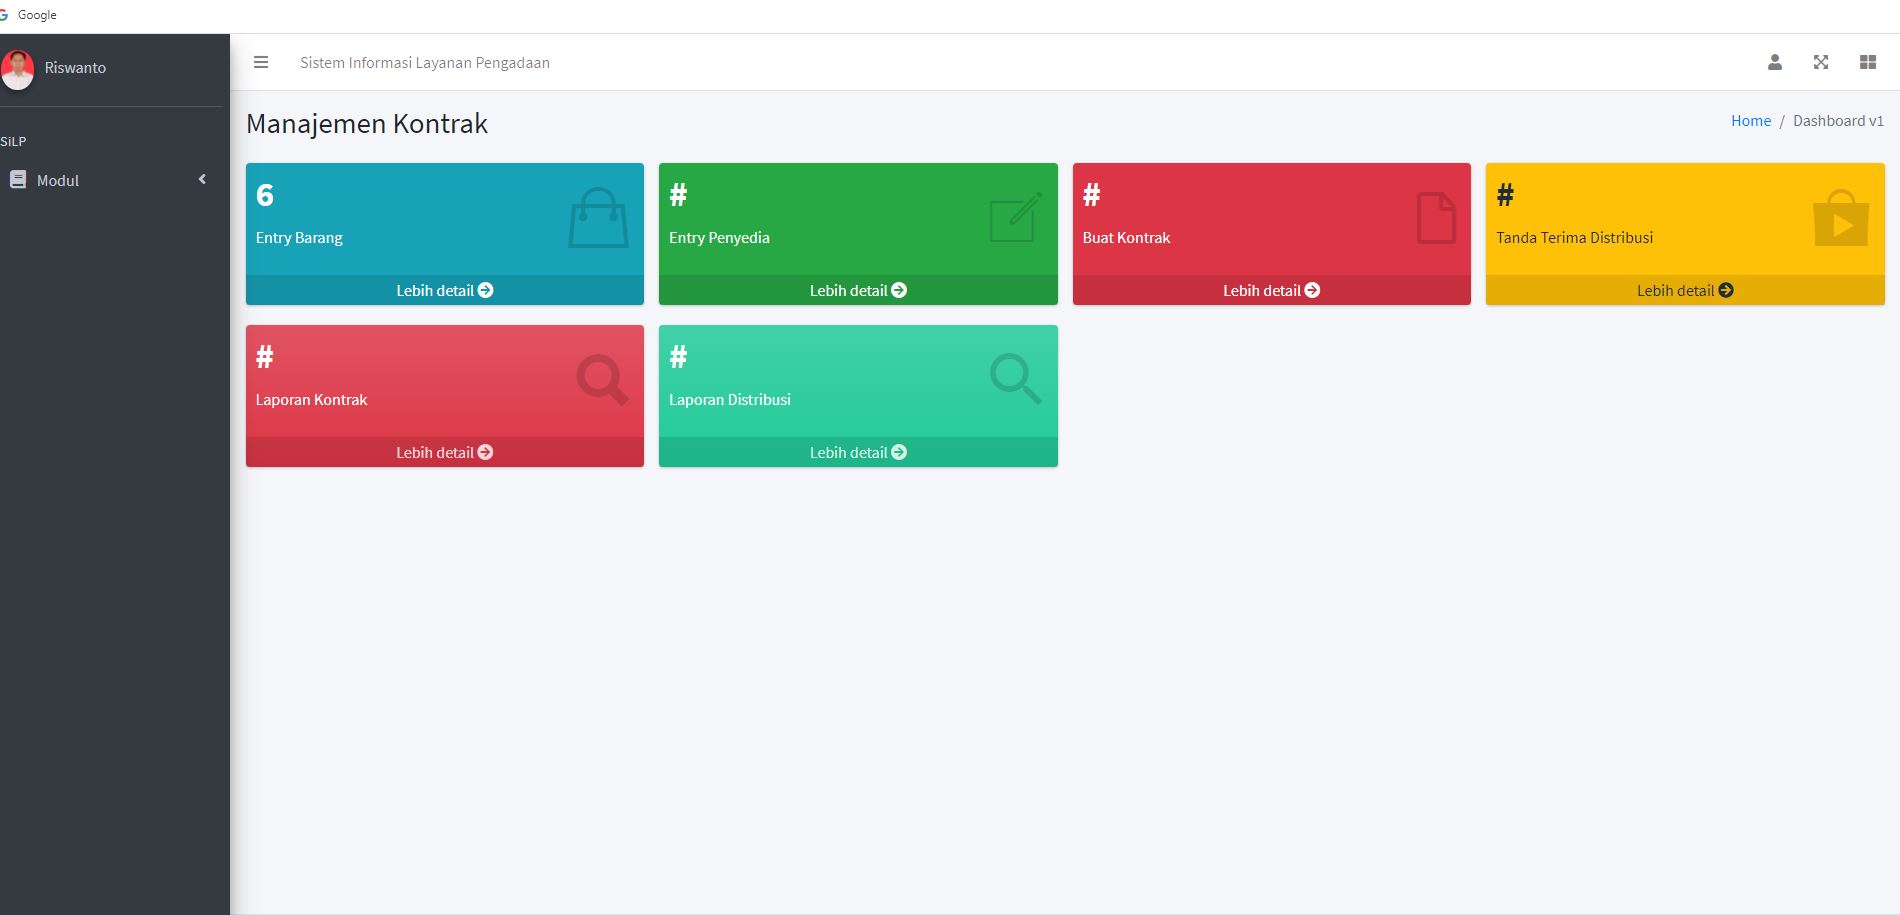 Google
Riswanto
Sistem Informasi Layanan Pengadaan
Manajemen Kontrak
Home / Dashboard v1
SiLP
Modul
6
Entry Barang
Lebih detail
#
Entry Penyedia
Lebih detail
#
Buat Kontrak
Lebih detail
#
Tanda Terima Distribusi
Lebih detail
#
Laporan Kontrak
Lebih detail
#
Laporan Distribusi
Lebih detail